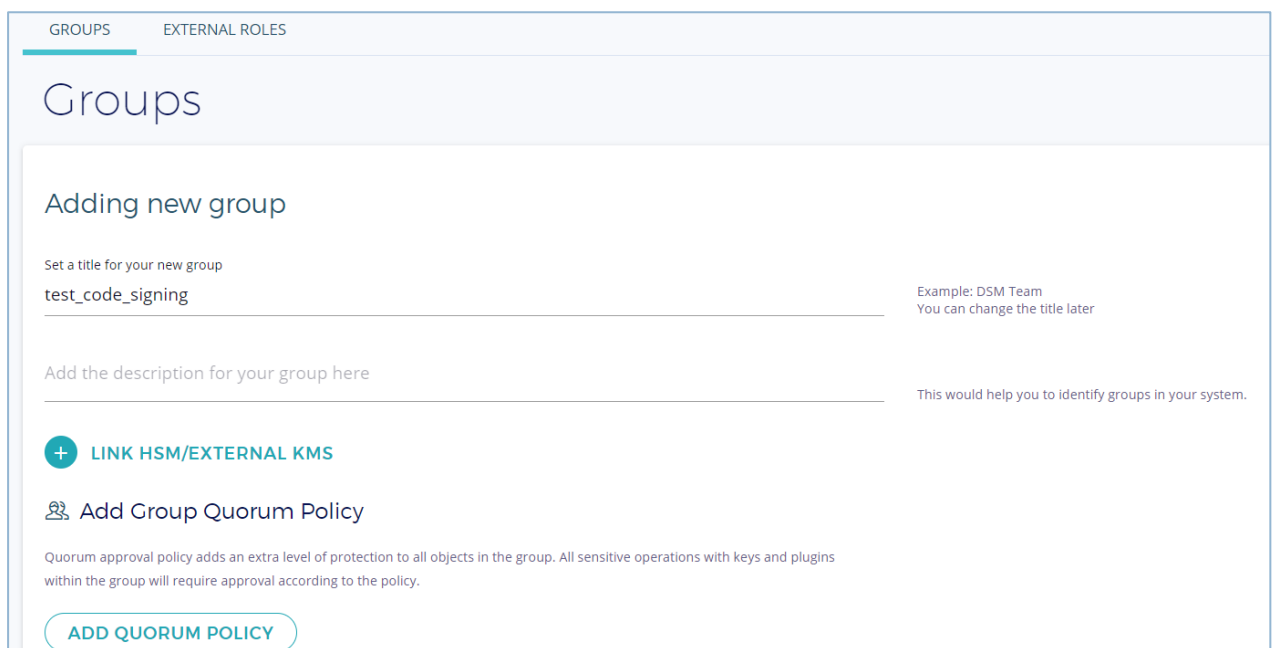 GROUPS EXTERNAL ROLES
Groups
Adding new group
Set a title for your new group
test_code_signing
Example: DSM Team
You can change the title later
Add the description for your group here
This would help you to identify groups in your system.
+ LINK HSM/EXTERNAL KMS
Add Group Quorum Policy
Quorum approval policy adds an extra level of protection to all objects in the group. All sensitive operations with keys and plugins
within the group will require approval according to the policy.
ADD QUORUM POLICY